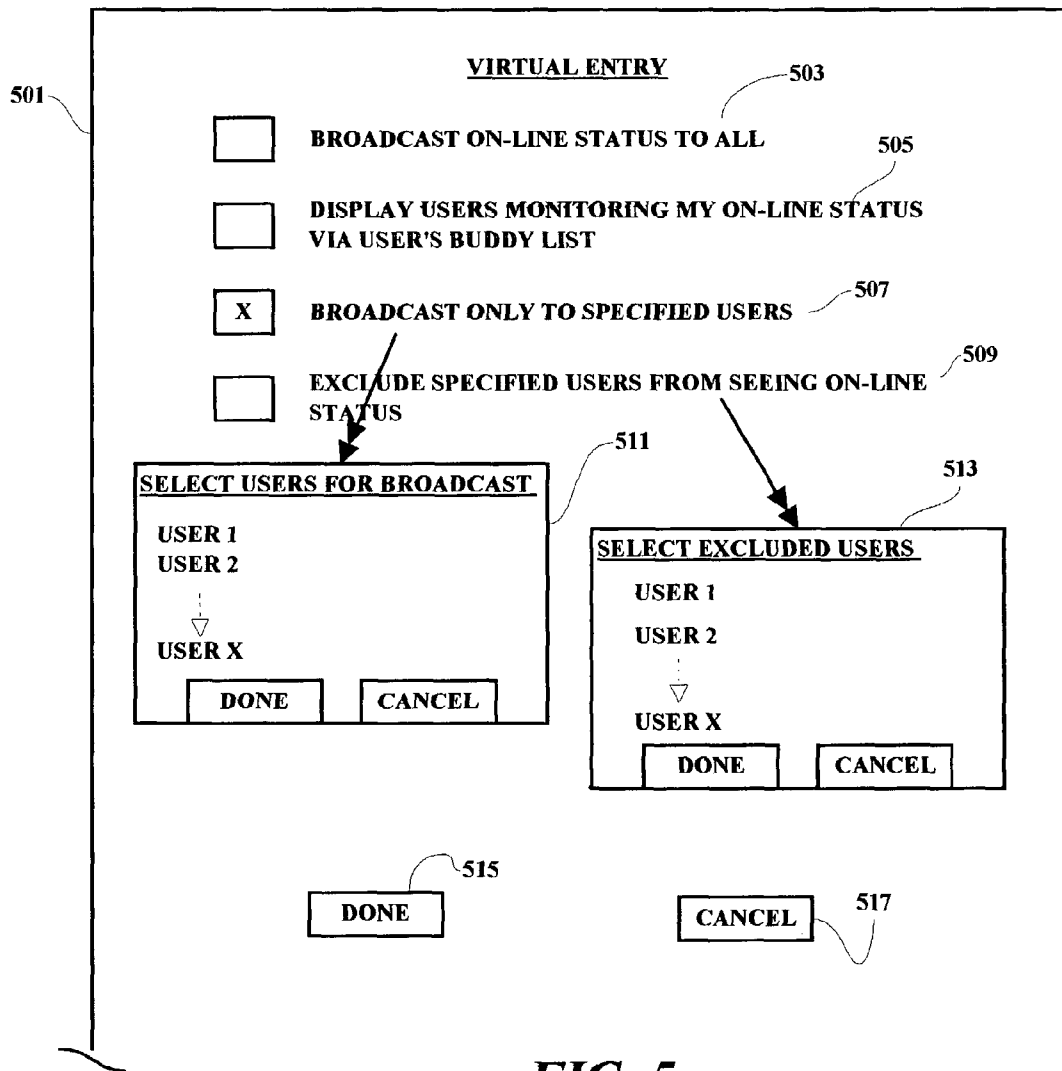 VIRTUAL ENTRY
503
501
BROADCAST ON-LINE STATUS TO ALL
505
DISPLAY USERS MONITORING MY ON-LINE STATUS
VIA USER'S BUDDY LIST
507
X BROADCAST ONLY TO SPECIFIED USERS
509
EXCLUDE SPECIFIED USERS FROM SEEING ON-LINE
STATUS
511
SELECT USERS FOR BROADCAST
USER 1
USER 2
USER X
DONE CANCEL
513
SELECT EXCLUDED USERS
USER 1
USER 2
USER X
DONE CANCEL
515
DONE
517
CANCEL
FIG. 5